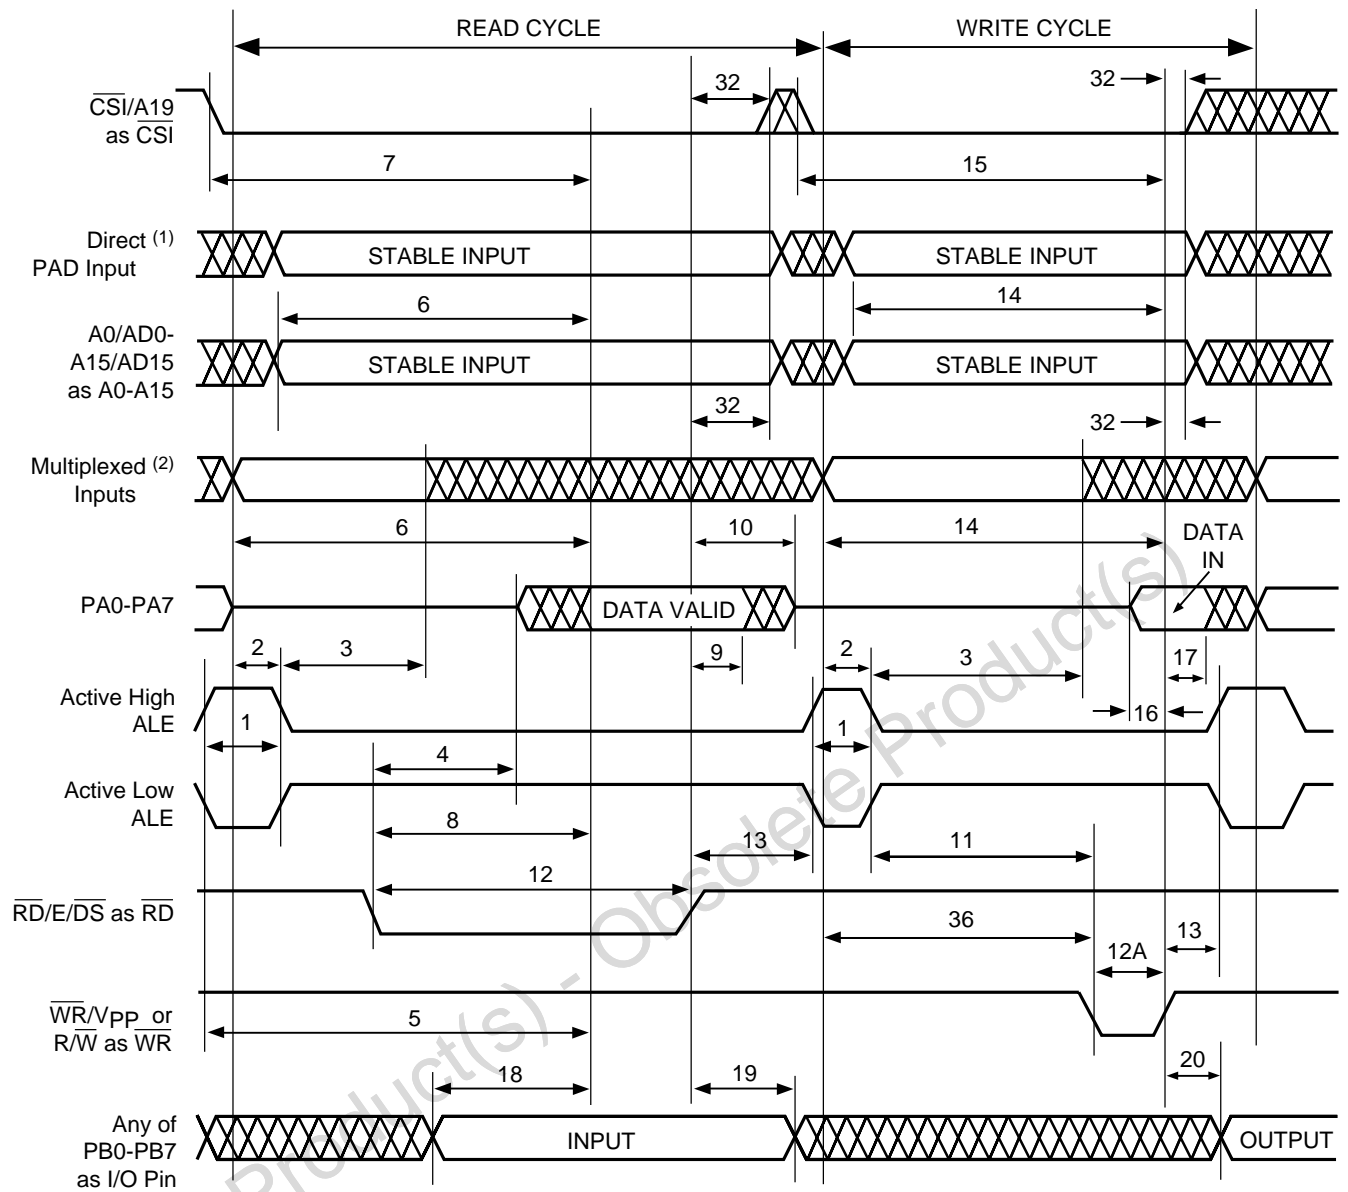 READ CYCLE
WRITE CYCLE
32
32
CSI/A19
as CSI
7
15
Direct (1)
PAD Input
STABLE INPUT
STABLE INPUT
6
14
A0/AD0-
A15/AD15
as A0-A15
STABLE INPUT
STABLE INPUT
32
32
Multiplexed (2)
Inputs
6
10
14
DATA
IN
PA0-PA7
DATA VALID
2
3
9
2
3
17
Active High
ALE
1
1
16
4
Active Low
ALE
8
13
11
12
RD/E/DS as RD
36
13
12A
WR/VPP or
R/W as WR
5
18
19
20
Any of
PB0-PB7
as I/O Pin
INPUT
OUTPUT
Product(s) - Obsolete Product(s)